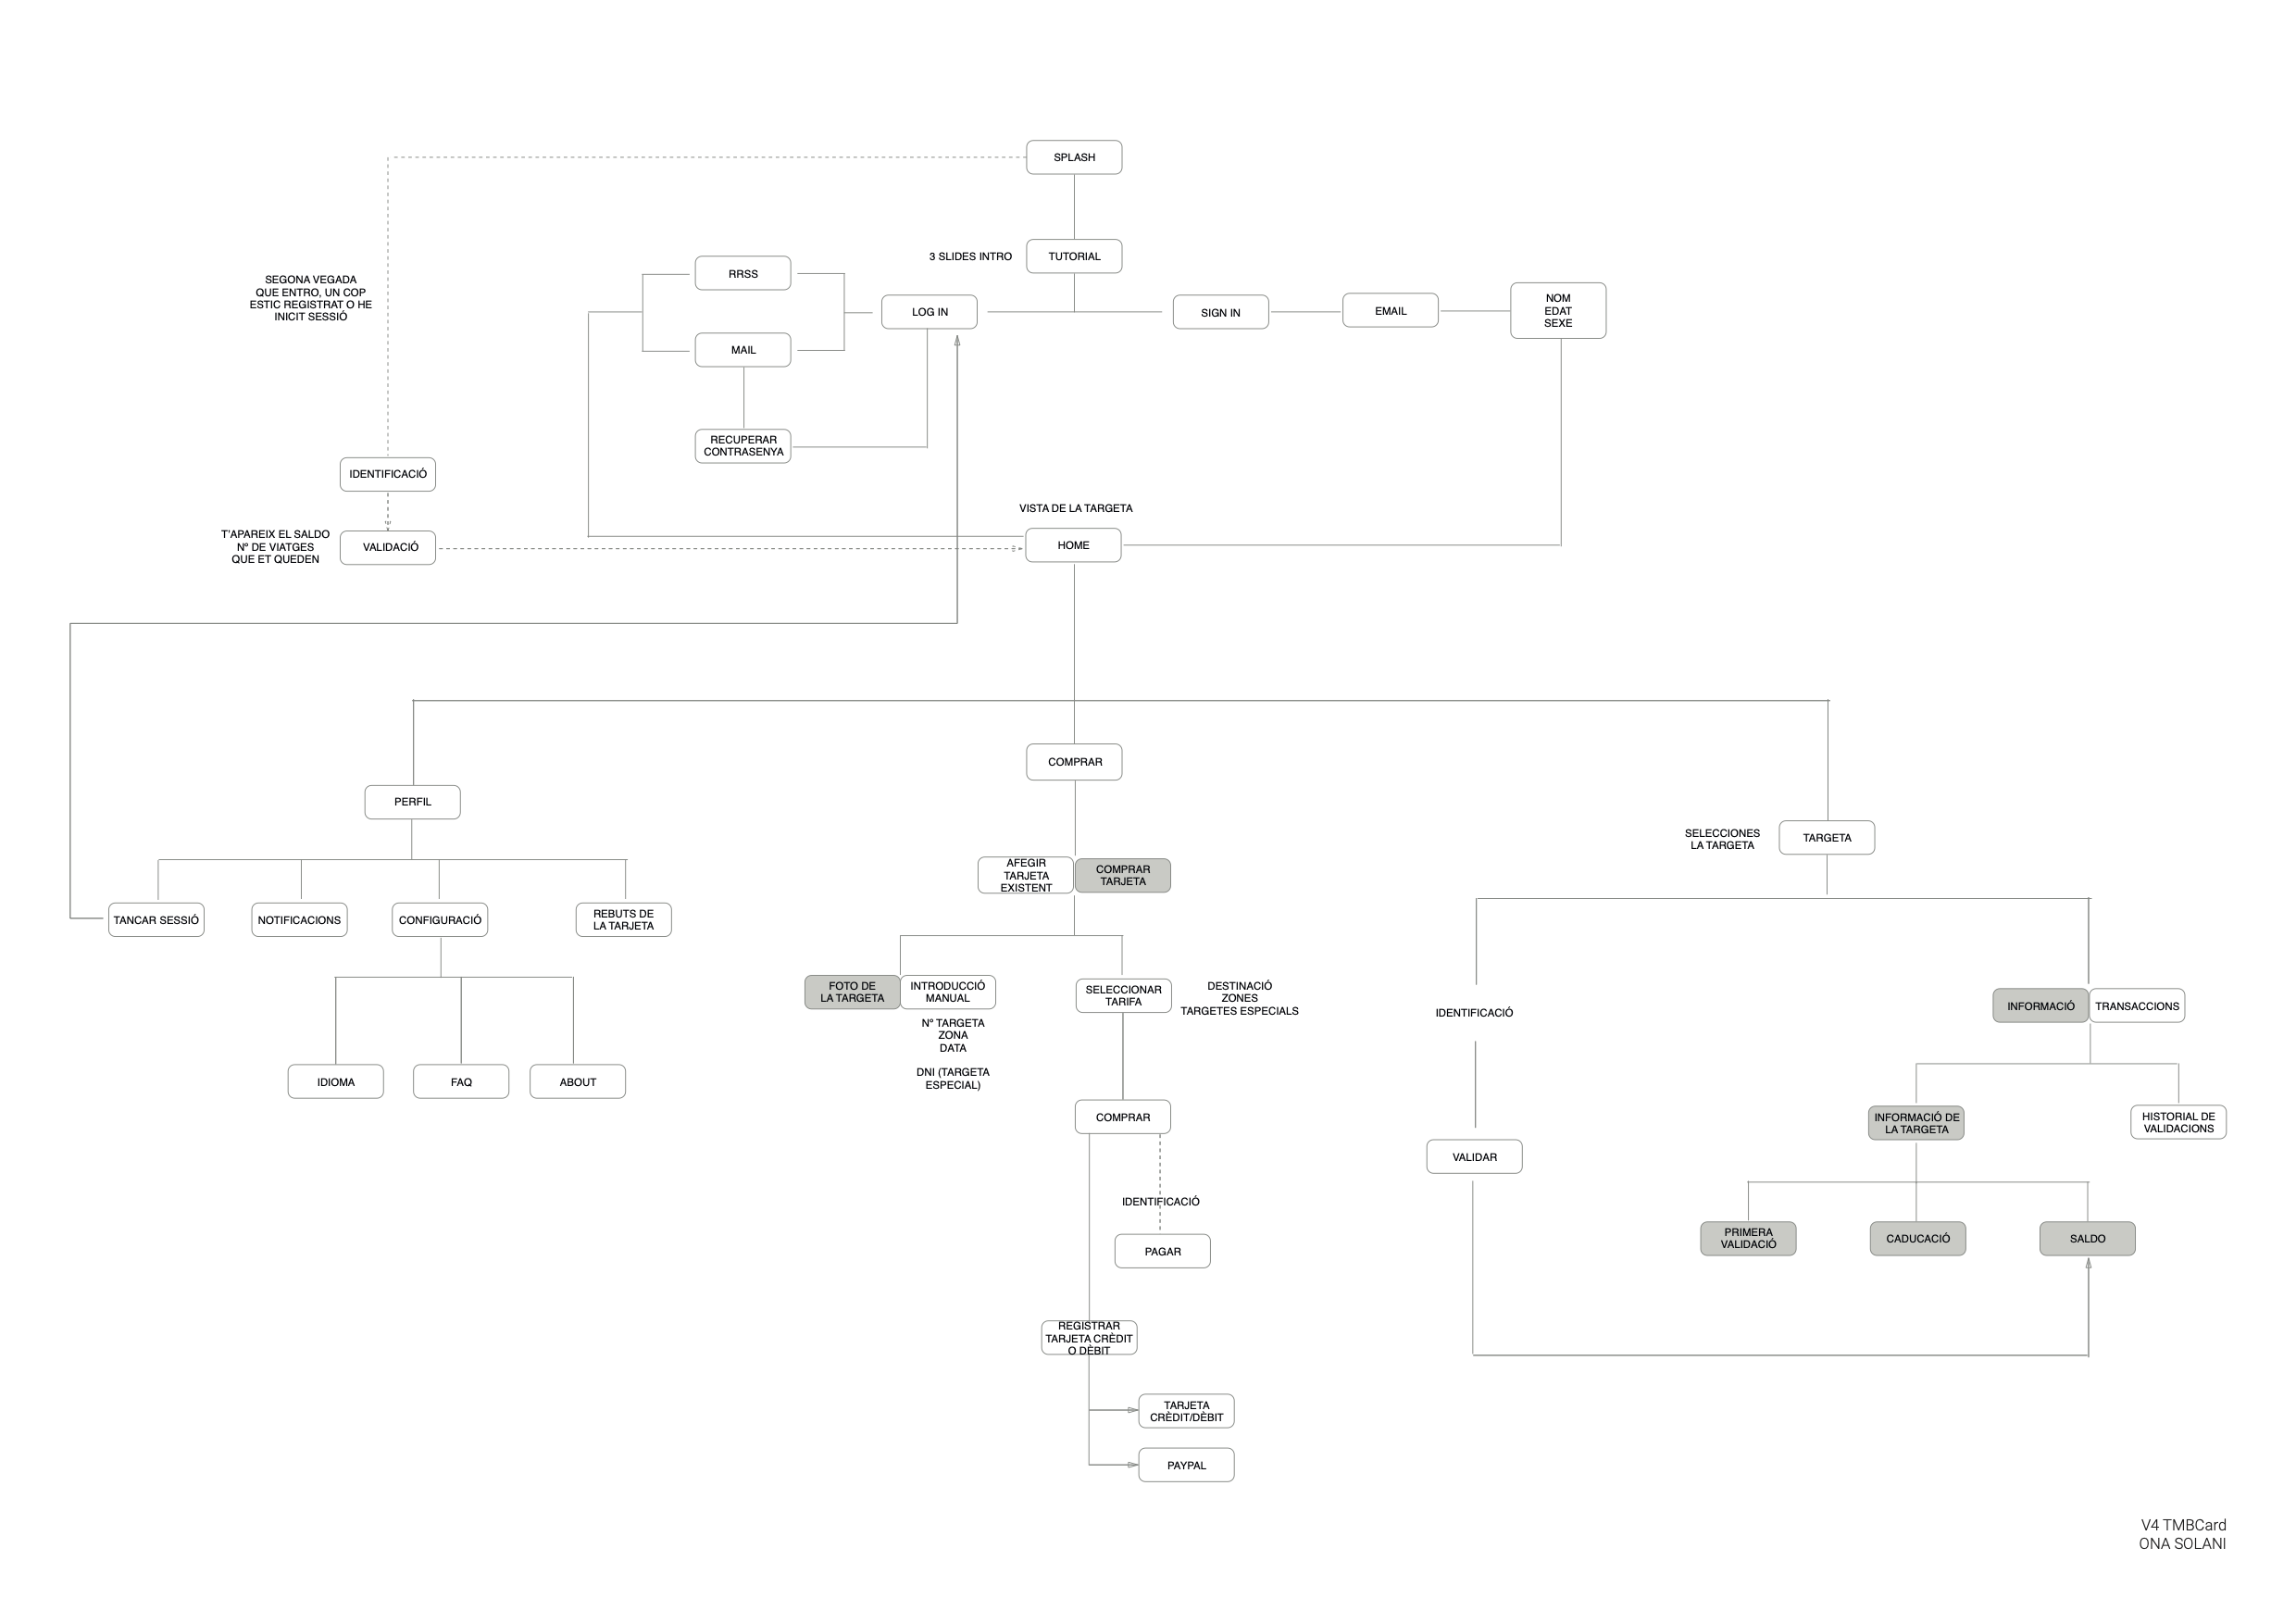 SPLASH
3 SLIDES INTRO
TUTORIAL
RRSS
SEGONA VEGADA
QUE ENTRO, UN COP
ESTIC REGISTRAT O HE
INICIT SESSIÓ
LOG IN
SIGN IN
EMAIL
NOM
EDAT
SEXE
MAIL
RECUPERAR
CONTRASENYA
IDENTIFICACIÓ
VISTA DE LA TARGETA
T'APAREIX EL SALDO
Nº DE VIATGES
QUE ET QUEDEN
VALIDACIÓ
HOME
COMPRAR
PERFIL
SELECCIONES
LA TARGETA
TARGETA
AFEGIR
TARJETA
EXISTENT
COMPRAR
TARJETA
TANCAR SESSIÓ
NOTIFICACIONS
CONFIGURACIÓ
REBUTS DE
LA TARJETA
FOTO DE
LA TARGETA
INTRODUCCIÓ
MANUAL
SELECCIONAR
TARIFA
DESTINACIÓ
ZONES
TARGETES ESPECIALS
IDENTIFICACIÓ
INFORMACIÓ
TRANSACCIONS
Nº TARGETA
ZONA
DATA
DNI (TARGETA
ESPECIAL)
IDIOMA
FAQ
ABOUT
COMPRAR
INFORMACIÓ DE
LA TARGETA
HISTORIAL DE
VALIDACIONS
VALIDAR
IDENTIFICACIÓ
PAGAR
PRIMERA
VALIDACIÓ
CADUCACIÓ
SALDO
REGISTRAR
TARJETA CRÈDIT
O DÈBIT
TARJETA
CRÈDIT/DÈBIT
PAYPAL
V4 TMBCard
ONA SOLANI